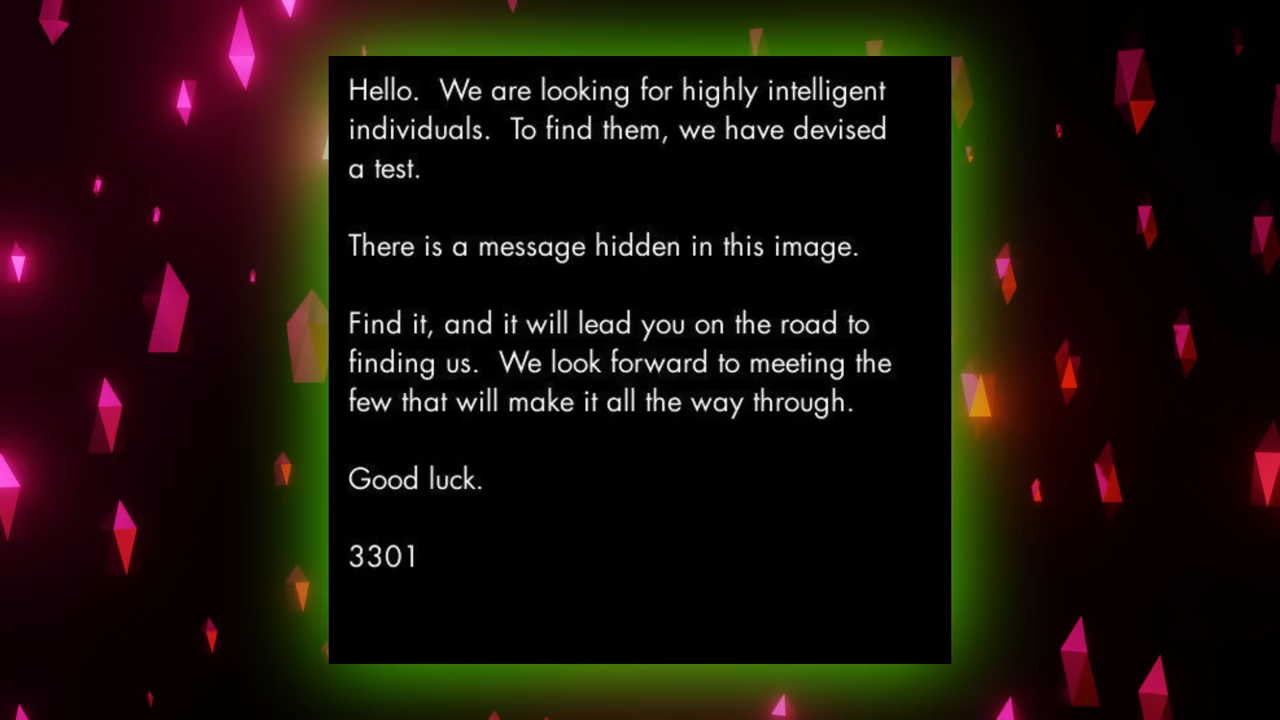 Hello.  We are looking for highly intelligent
individuals.  To find them, we have devised
a test.
There is a message hidden in this image.
Find it, and it will lead you on the road to
finding us.  We look forward to meeting the
few that will make it all the way through.
Good luck.
3301